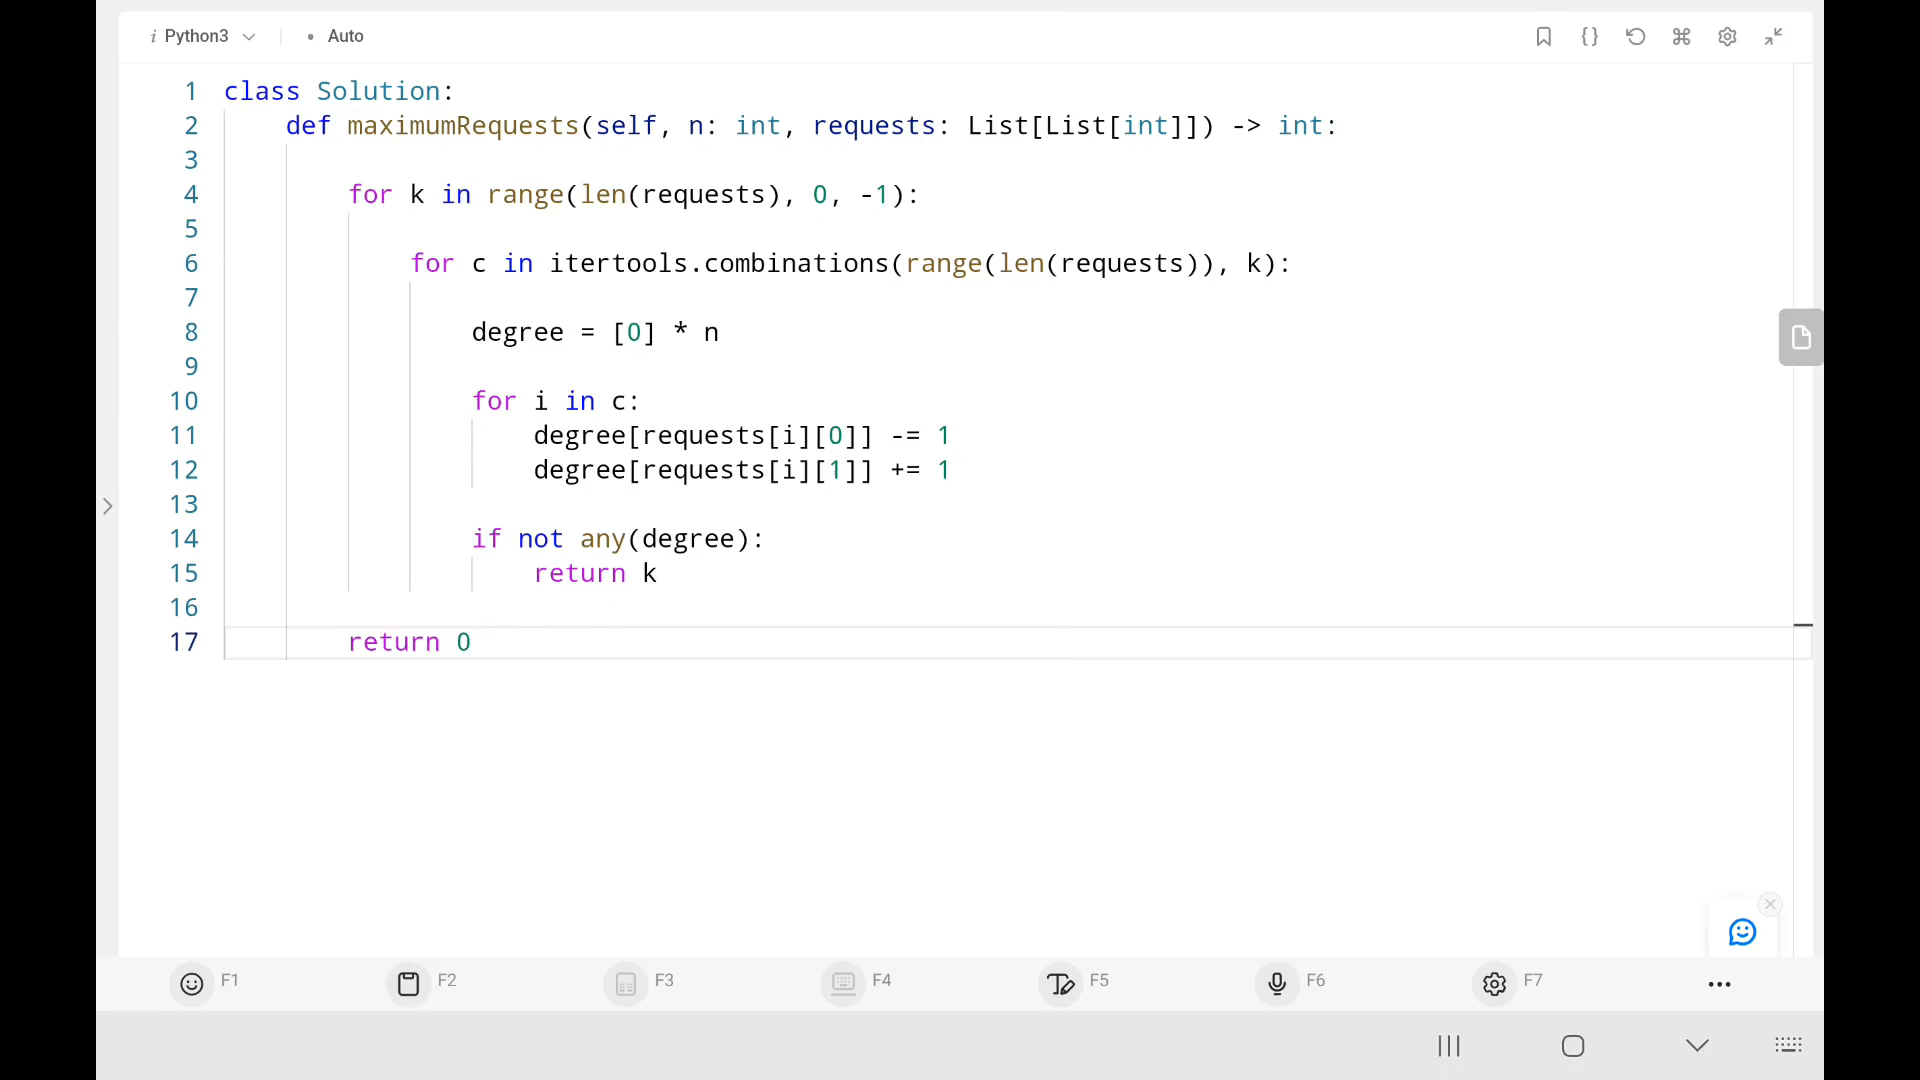 i Python3 • Auto
1 class Solution:
2 def maximumRequests(self, n: int, requests: List[List[int]]) -> int:
3
4 for k in range(len(requests), 0, -1):
5
6 for c in itertools.combinations(range(len(requests)), k):
7
8 degree = [0] * n
9
10 for i in c:
11 degree[requests[i][0]] -= 1
12 degree[requests[i][1]] += 1
13
14 if not any(degree):
15 return k
16
17 return 0
F1 F2 F3 F4 F5 F6 F7